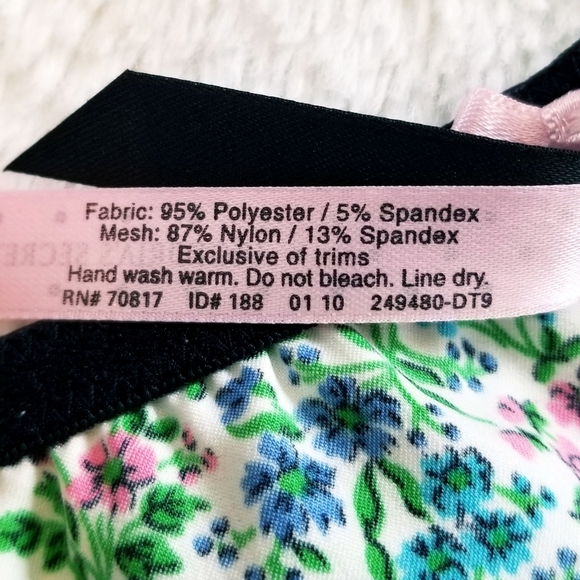 Fabric: 95% Polyester / 5% Spandex
Mesh: 87% Nylon / 13% Spandex
Exclusive of trims
Hand wash warm. Do not bleach. Line dry.
RN# 70817 ID# 188 01 10 249480-DT9